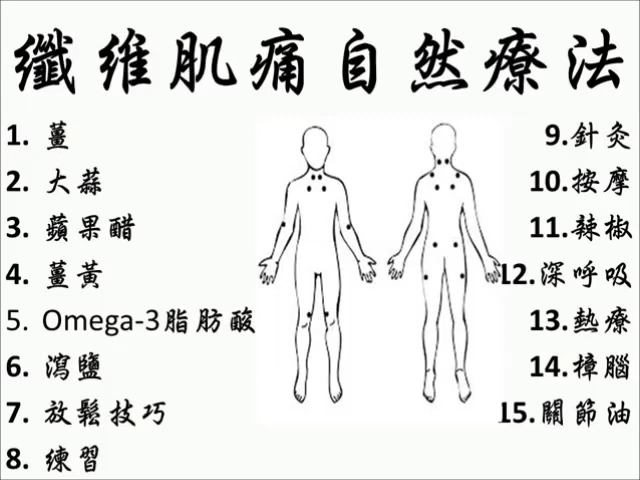 纖維肌痛自然療法
1. 薑
2. 大蒜
3. 蘋果醋
4. 薑黃
5. Omega-3脂肪酸
6. 瀉鹽
7. 放鬆技巧
8. 練習
9.針灸
10.按摩
11.辣椒
12.深呼吸
13.熱療
14.樟腦
15.關節油